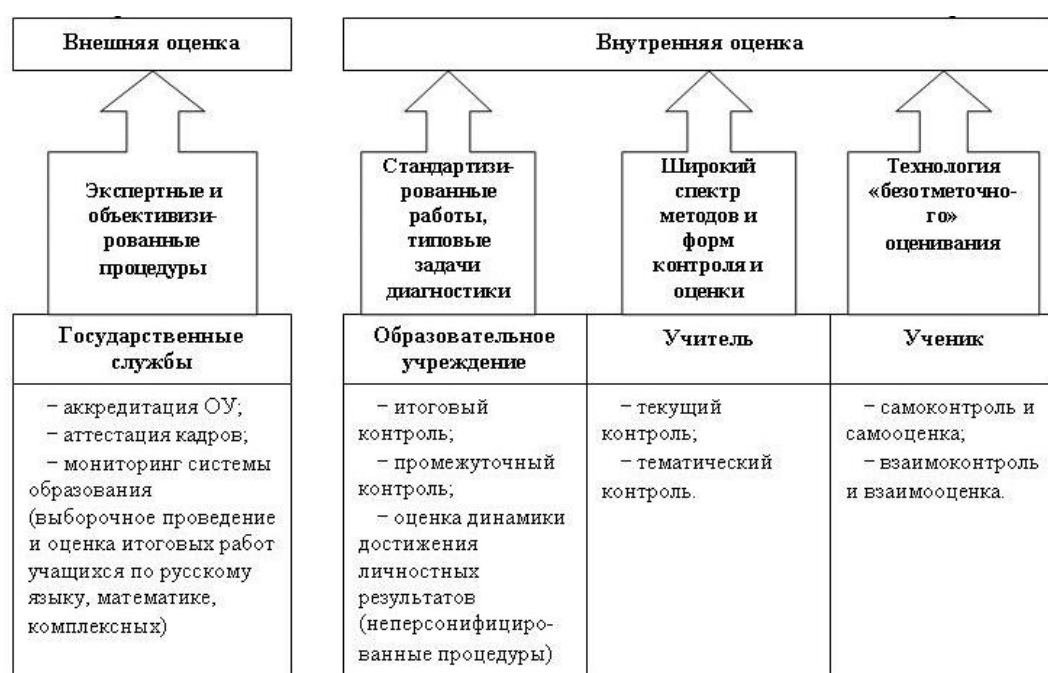 Внешняя оценка
Внутренняя оценка
Экспертные и
объективизи-
рованные
процедуры
Стандартизи-
рованные
работы,
типовые
задачи
диагностики
Широкий
спектр
методов и
форм
контроля и
оценки
Технология
«безотметочно-
го»
оценивания
Государственные
службы
– аккредитация ОУ;
– аттестация кадров;
– мониторинг системы
образования
(выборочное проведение
и оценка итоговых работ
учащихся по русскому
языку, математике,
комплексных)
Образовательное
учреждение
– итоговый
контроль;
– промежуточный
контроль;
– оценка динамики
достижения
личностных
результатов
(неперсонифициро-
ванные процедуры)
Учитель
– текущий
контроль;
– тематический
контроль.
Ученик
– самоконтроль и
самооценка;
– взаимоконтроль
и взаимооценка.